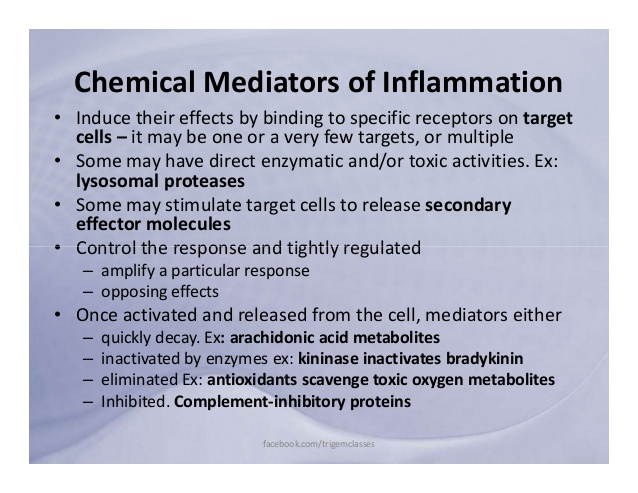 Chemical Mediators of Inflammation
• Induce their effects by binding to specific receptors on target
cells – it may be one or a very few targets, or multiple
• Some may have direct enzymatic and/or toxic activities. Ex:
lysosomal proteases
• Some may stimulate target cells to release secondary
effector molecules
• Control the response and tightly regulated
– amplify a particular response
– opposing effects
• Once activated and released from the cell, mediators either
– quickly decay. Ex: arachidonic acid metabolites
– inactivated by enzymes ex: kininase inactivates bradykinin
– eliminated Ex: antioxidants scavenge toxic oxygen metabolites
– Inhibited. Complement-inhibitory proteins
facebook.com/trigemclasses